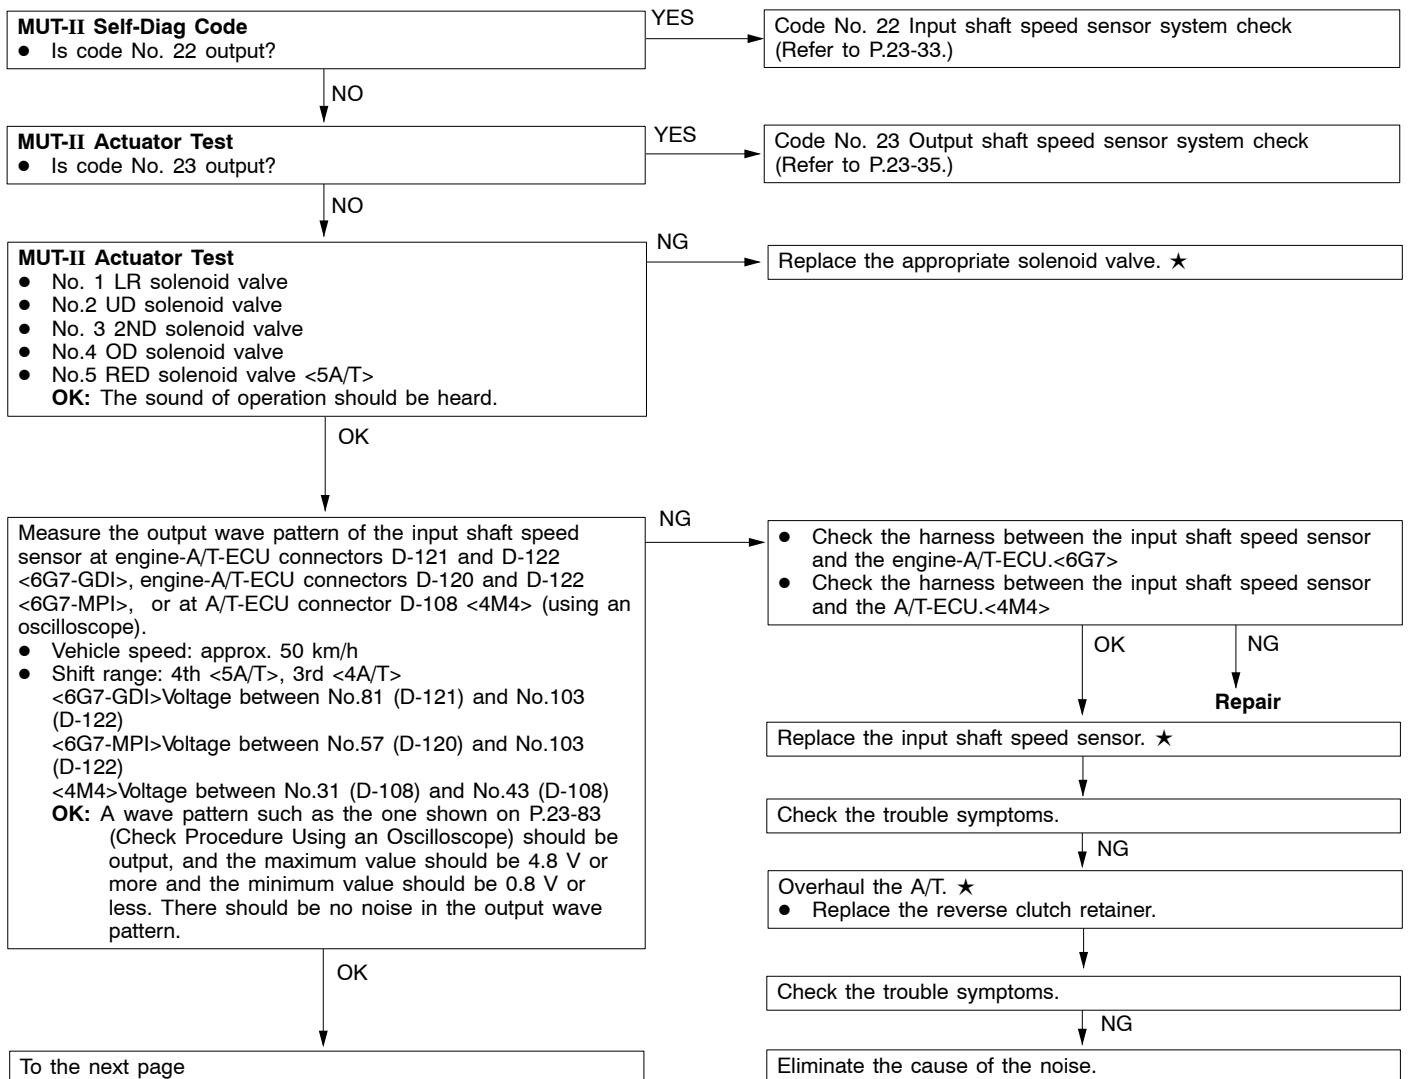 MUT-II Self-Diag Code
● Is code No. 22 output?
YES
Code No. 22 Input shaft speed sensor system check
(Refer to P.23-33.)
NO
MUT-II Actuator Test
● Is code No. 23 output?
YES
Code No. 23 Output shaft speed sensor system check
(Refer to P.23-35.)
NO
MUT-II Actuator Test
● No. 1 LR solenoid valve
● No.2 UD solenoid valve
● No. 3 2ND solenoid valve
● No.4 OD solenoid valve
● No.5 RED solenoid valve <5A/T>
OK: The sound of operation should be heard.
NG
Replace the appropriate solenoid valve. ★
OK
Measure the output wave pattern of the input shaft speed
sensor at engine-A/T-ECU connectors D-121 and D-122
<6G7-GDI>, engine-A/T-ECU connectors D-120 and D-122
<6G7-MPI>, or at A/T-ECU connector D-108 <4M4> (using an
oscilloscope).
● Vehicle speed: approx. 50 km/h
● Shift range: 4th <5A/T>, 3rd <4A/T>
<6G7-GDI>Voltage between No.81 (D-121) and No.103
(D-122)
<6G7-MPI>Voltage between No.57 (D-120) and No.103
(D-122)
<4M4>Voltage between No.31 (D-108) and No.43 (D-108)
OK: A wave pattern such as the one shown on P.23-83
(Check Procedure Using an Oscilloscope) should be
output, and the maximum value should be 4.8 V or
more and the minimum value should be 0.8 V or
less. There should be no noise in the output wave
pattern.
NG
● Check the harness between the input shaft speed sensor
and the engine-A/T-ECU.<6G7>
● Check the harness between the input shaft speed sensor
and the A/T-ECU.<4M4>
OK
NG
Repair
Replace the input shaft speed sensor. ★
Check the trouble symptoms.
NG
Overhaul the A/T. ★
● Replace the reverse clutch retainer.
Check the trouble symptoms.
NG
Eliminate the cause of the noise.
OK
To the next page